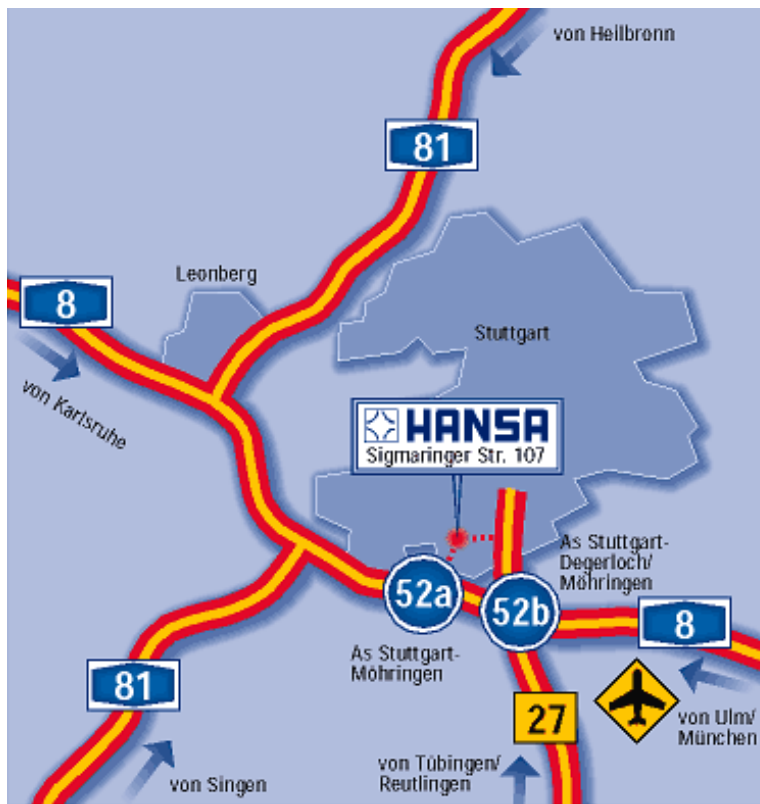 von Heilbronn
81
Leonberg
8
Stuttgart
von Karlsruhe
HANSA
Sigmaringer Str. 107
As Stuttgart-
Degerloch/
Möhringen
52a
52b
8
As Stuttgart-
Möhringen
81
27
von Ulm/
München
von Singen
von Tübingen/
Reutlingen